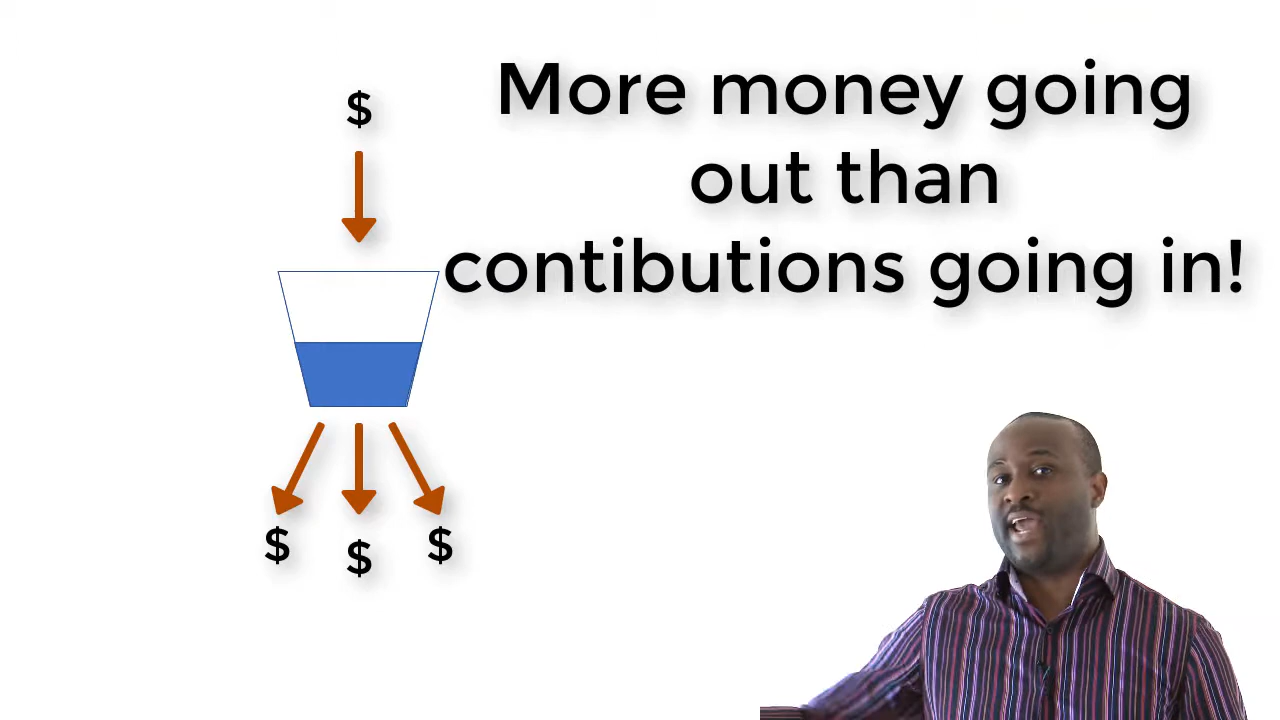 $
More money going
out than
contibutions going in!
$ $ $